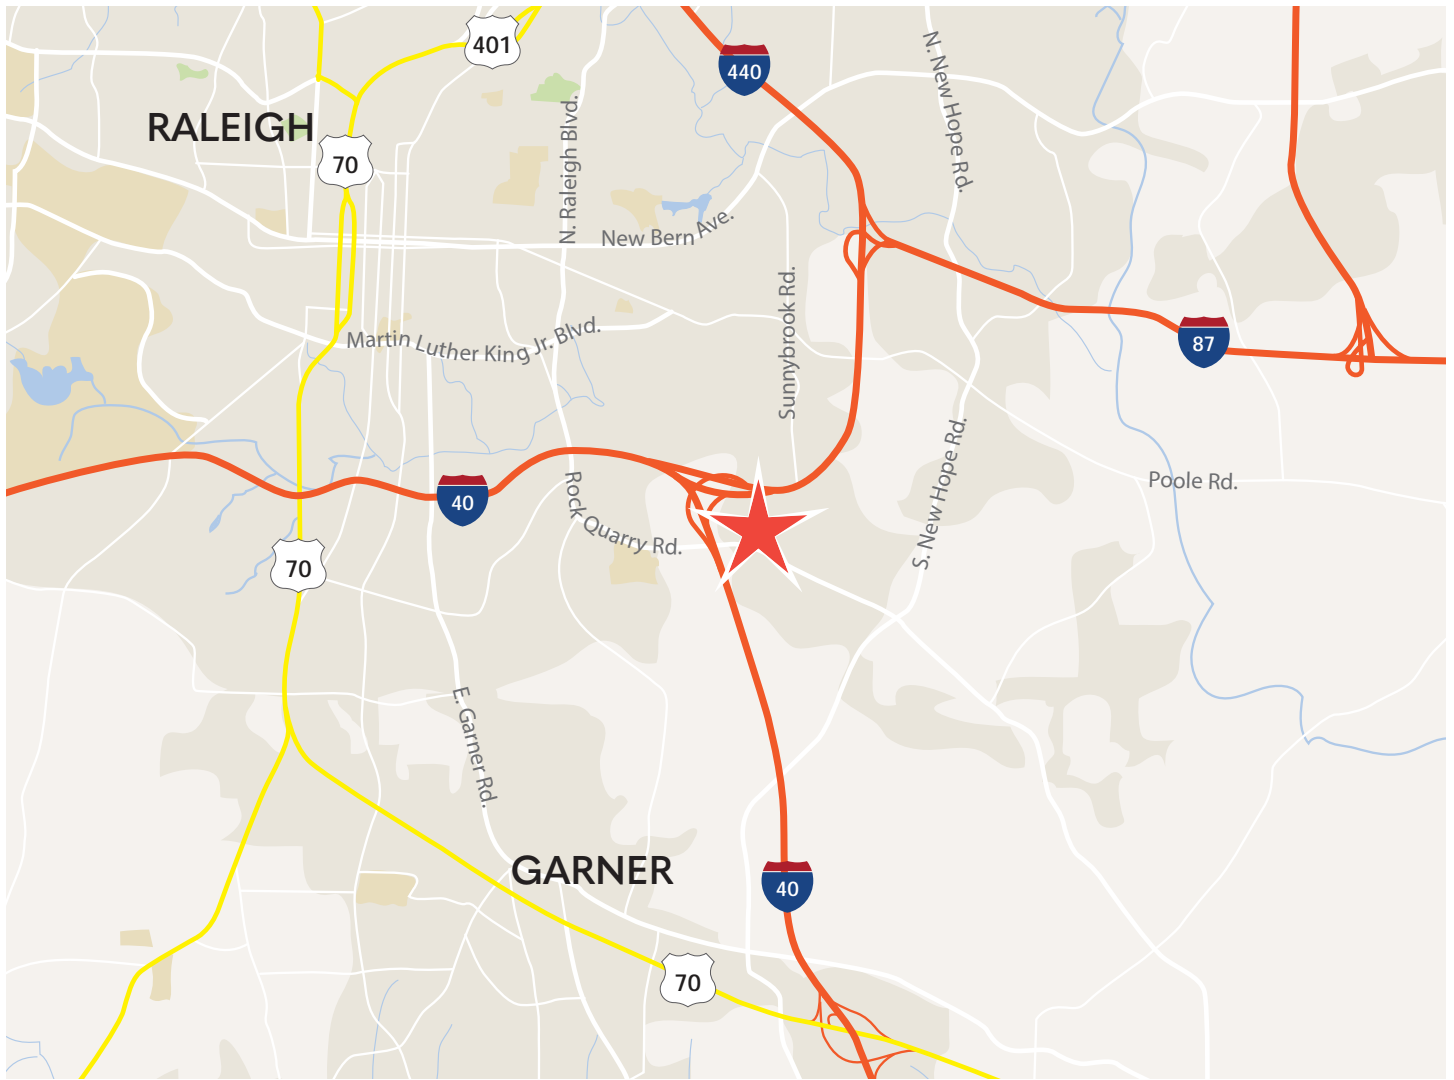 401
440
RALEIGH
70
N. Raleigh Blvd.
N. New Hope Rd.
New Bern Ave.
Sunnybrook Rd.
Martin Luther King Jr. Blvd.
87
S. New Hope Rd.
Poole Rd.
40
Rock Quarry Rd.
70
E. Garner Rd.
GARNER
40
70